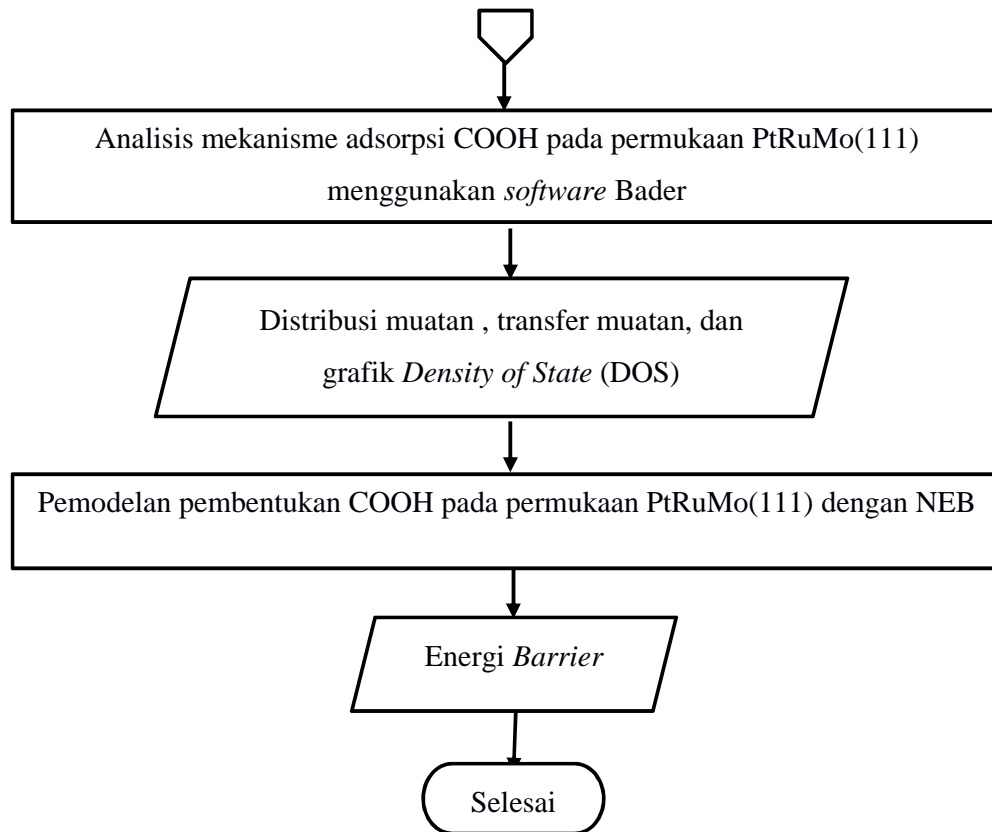 Analisis mekanisme adsorpsi COOH pada permukaan PtRuMo(111)
menggunakan software Bader
Distribusi muatan , transfer muatan, dan
grafik Density of State (DOS)
Pemodelan pembentukan COOH pada permukaan PtRuMo(111) dengan NEB
Energi Barrier
Selesai